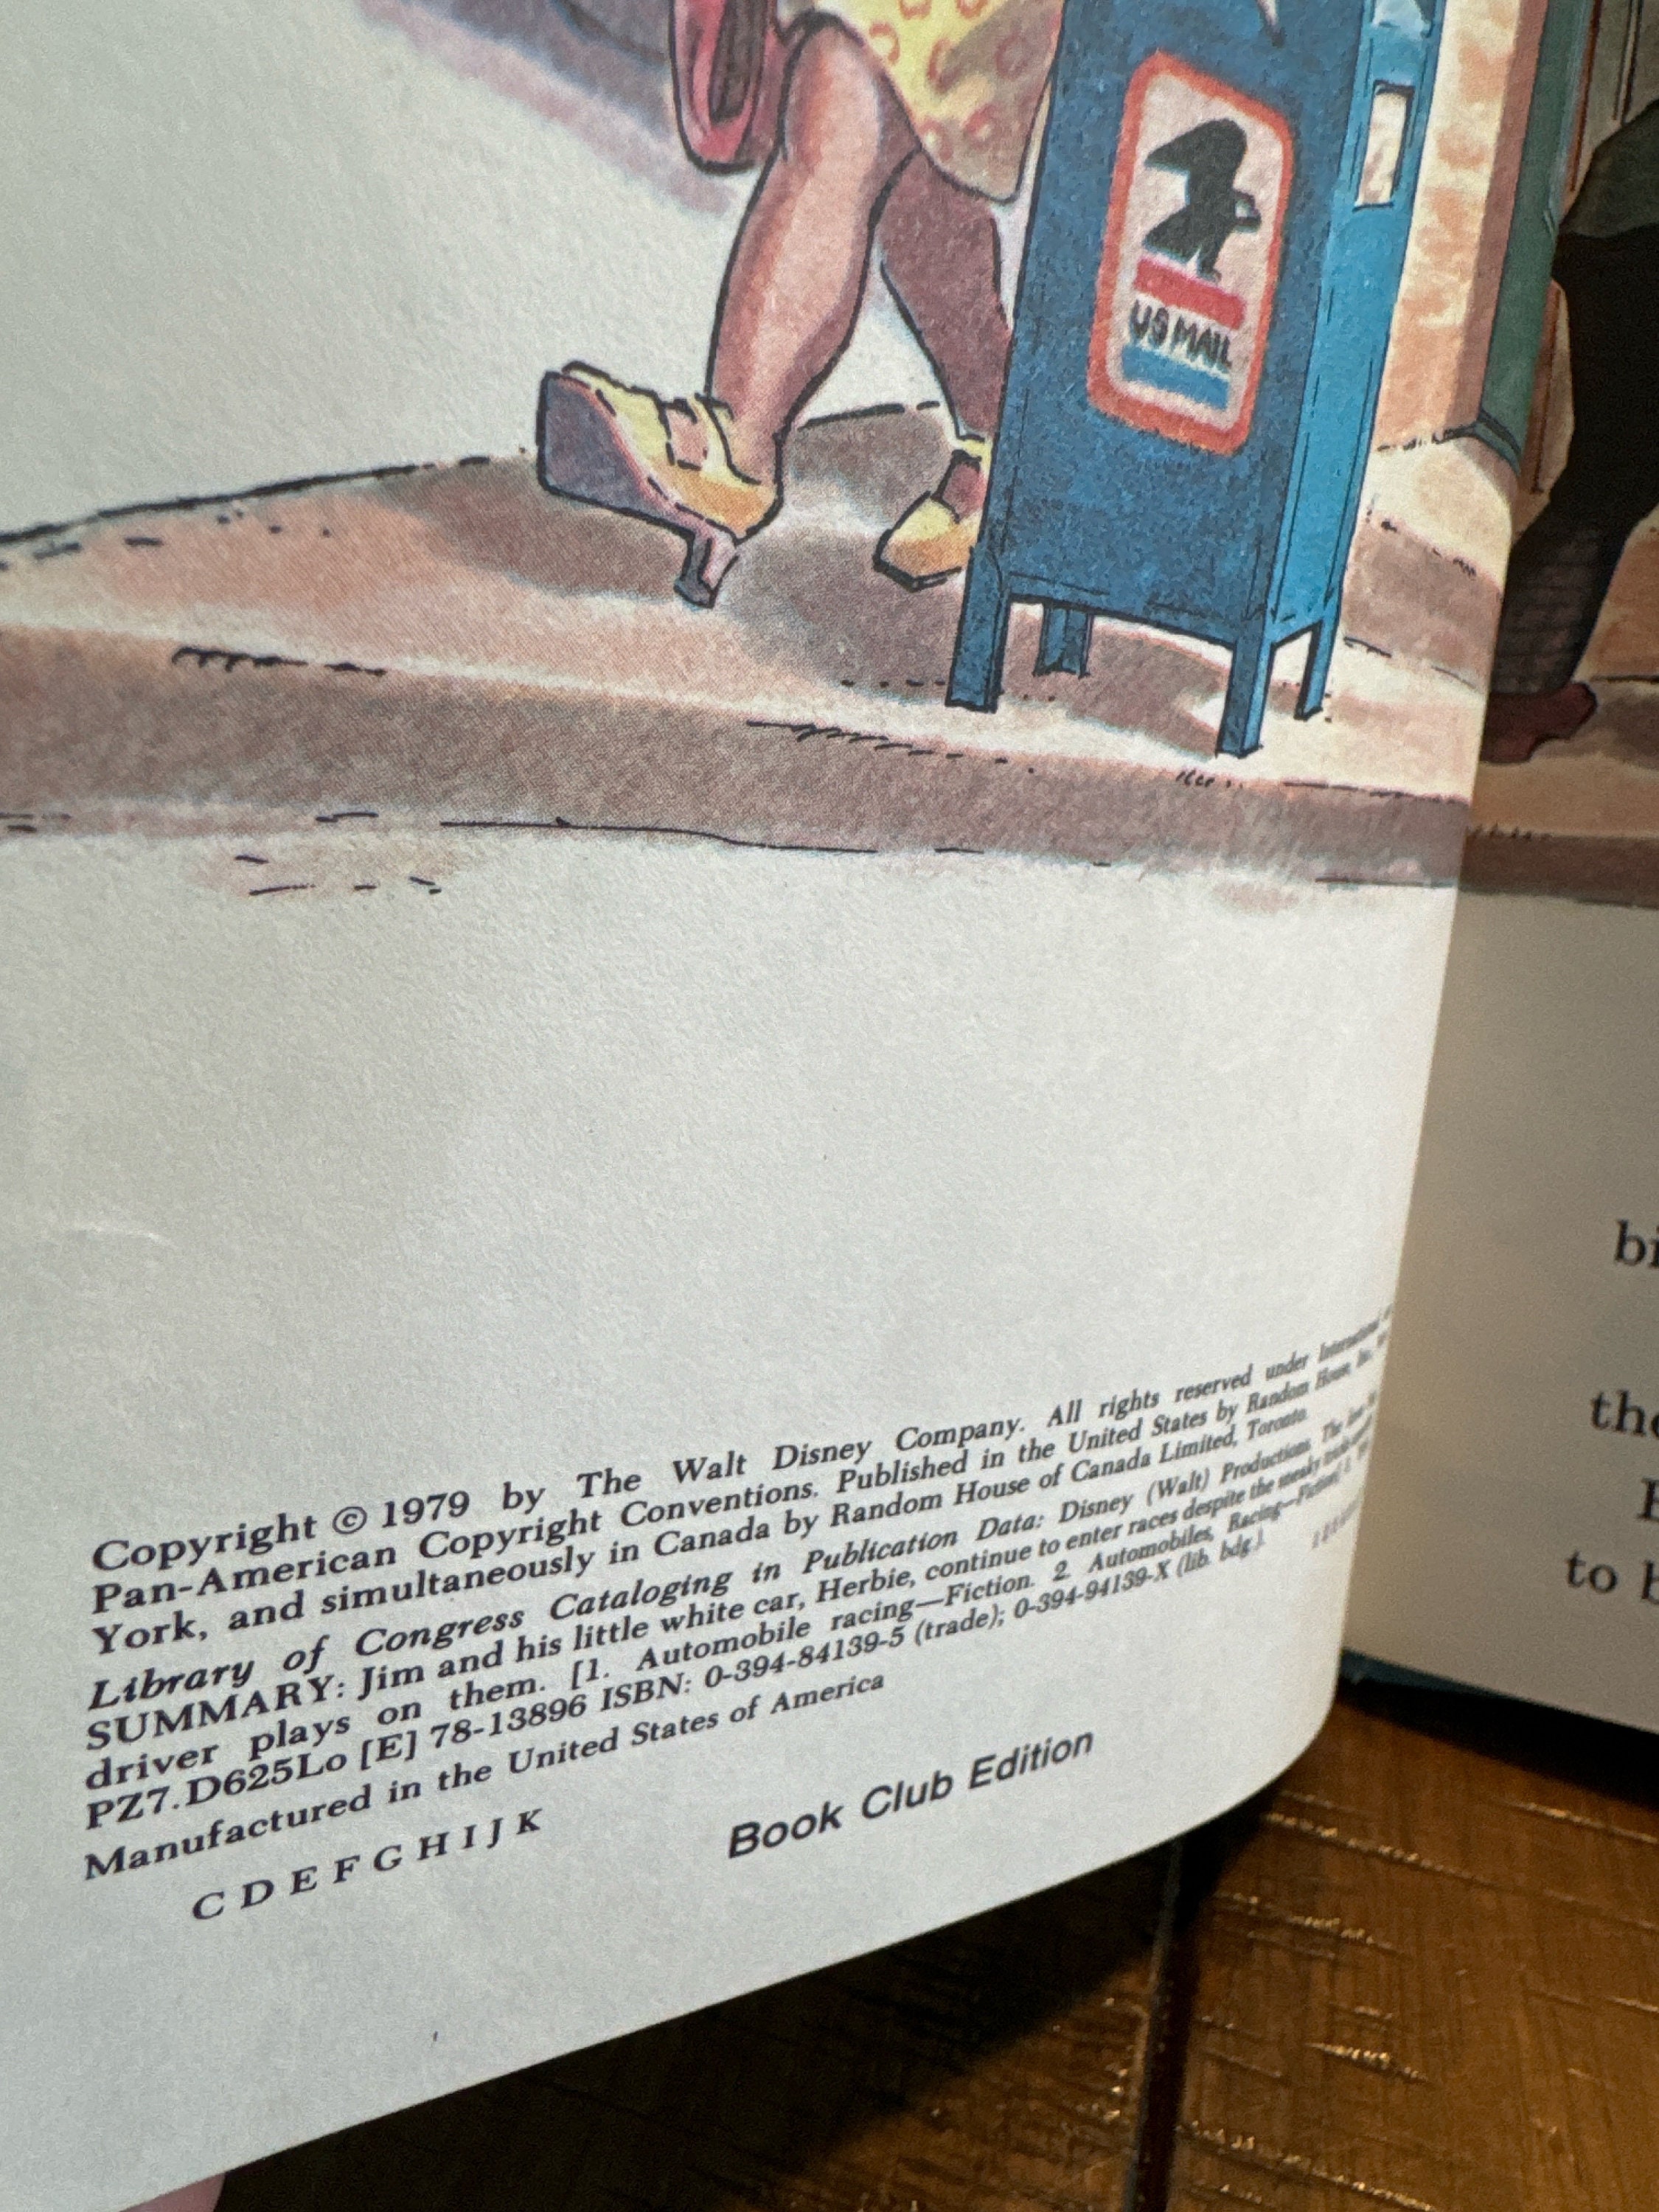 US MAIL
Copyright © 1979 by The Walt Disney Company. All rights reserved under International
Pan-American Copyright Conventions. Published in the United States by Random House, Inc.,
York, and simultaneously in Canada by Random House of Canada Limited, Toronto.
Library of Congress Cataloging in Publication Data: Disney (Walt) Productions. The
SUMMARY: Jim and his little white car, Herbie, continue to enter races despite the sneaky
driver plays on them. [1. Automobile racing—Fiction. 2. Automobiles, Racing—Fiction]
PZ7.D625Lo [E] 78-13896 ISBN: 0-394-84139-5 (trade); 0-394-94139-X (lib. bdg.).
Manufactured in the United States of America
C D E F G H I J K
Book Club Edition
bi
the
to b